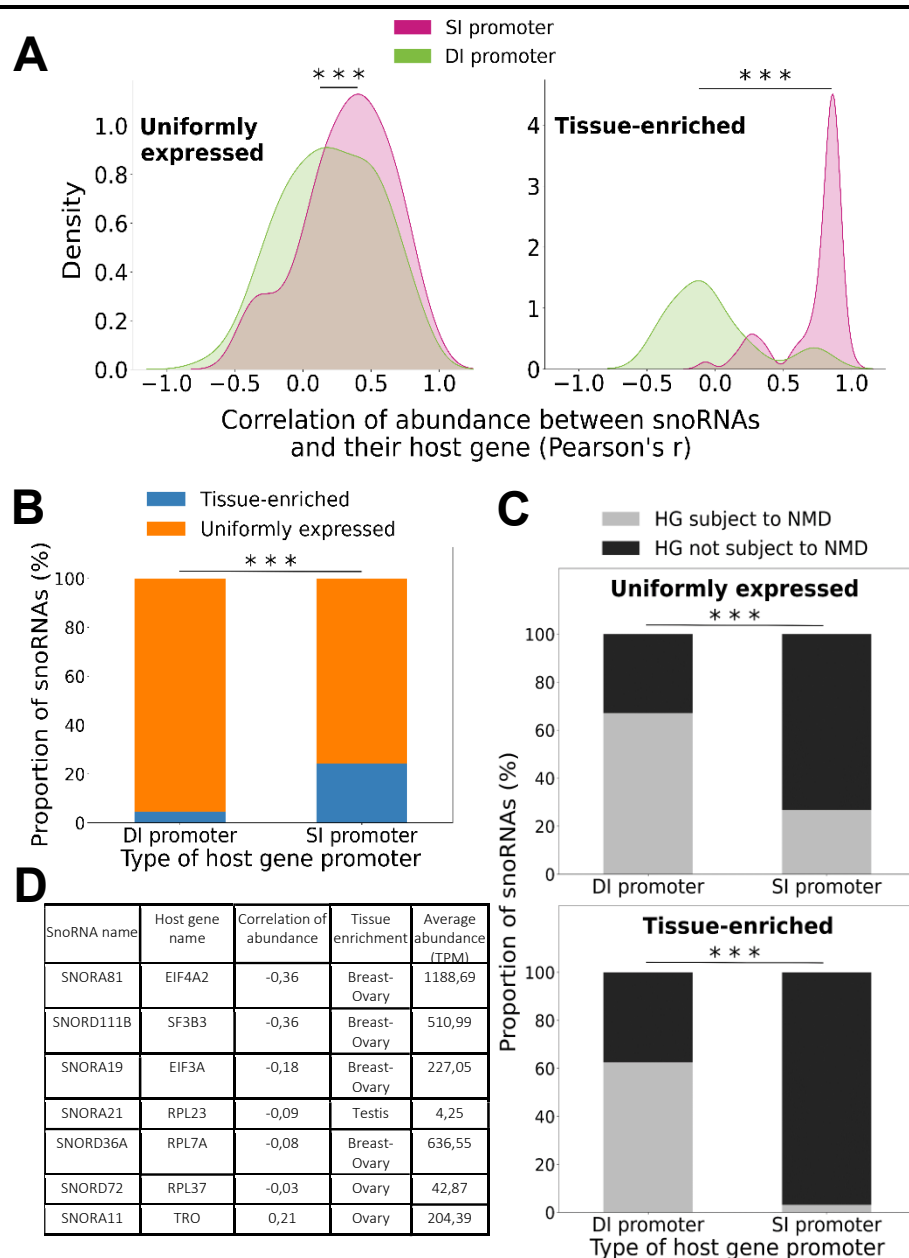 A
SI promoter
DI promoter
***
***
Uniformly
expressed
Tissue-enriched
Density
1.0
0.8
0.6
0.4
0.2
0.0
4
3
2
1
0
−1.0 −0.5 0.0 0.5 1.0
−1.0 −0.5 0.0 0.5 1.0
Correlation of abundance between snoRNAs
and their host gene (Pearson's r)
B
Tissue-enriched
Uniformly expressed
***
Proportion of snoRNAs (%)
100
80
60
40
20
0
DI promoter SI promoter
Type of host gene promoter
C
HG subject to NMD
HG not subject to NMD
Uniformly expressed
***
100
80
60
40
20
0
DI promoter SI promoter
Proportion of snoRNAs (%)
Tissue-enriched
***
100
80
60
40
20
0
DI promoter SI promoter
Type of host gene promoter
D
SnoRNA name
Host gene
name
Correlation of
abundance
Tissue
enrichment
Average
abundance
(TPM)
SNORA81 EIF4A2 -0,36 Breast- 1188,69
Ovary
SNORD111B SF3B3 -0,36 Breast- 510,99
Ovary
SNORA19 EIF3A -0,18 Breast- 227,05
Ovary
SNORA21 RPL23 -0,09 Testis 4,25
SNORD36A RPL7A -0,08 Breast- 636,55
Ovary
SNORD72 RPL37 -0,03 Ovary 42,87
SNORA11 TRO 0,21 Ovary 204,39